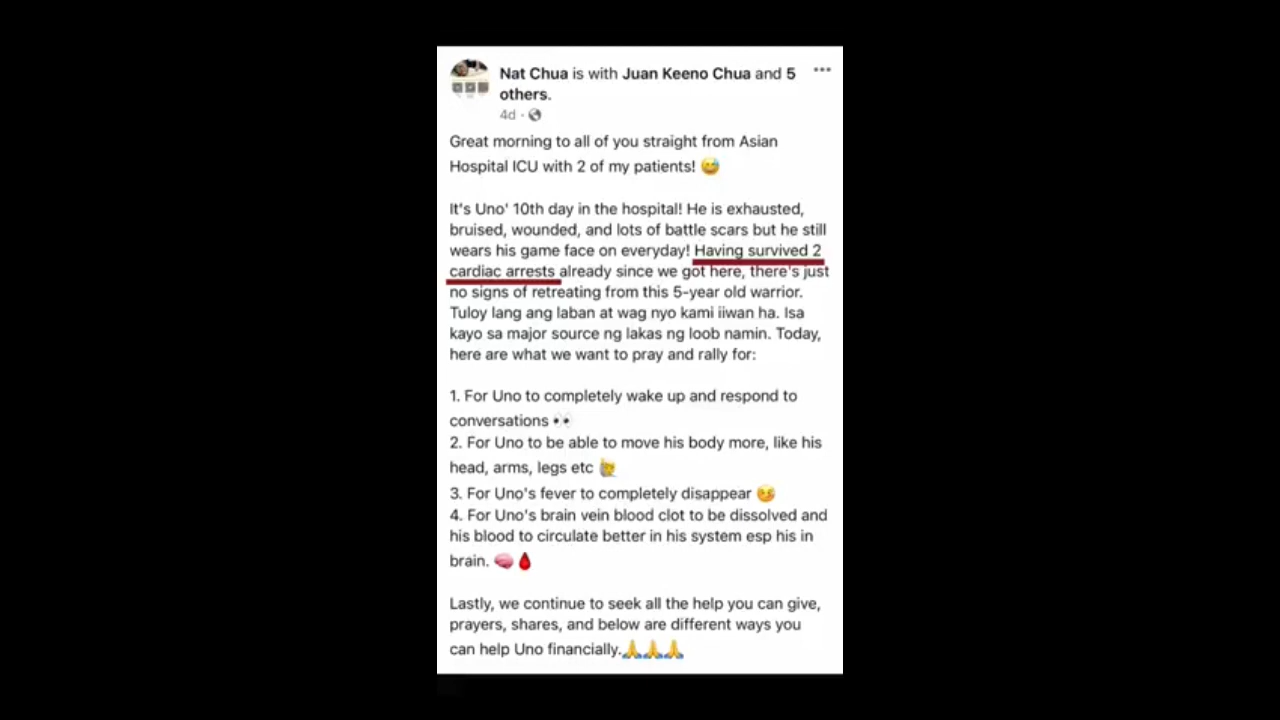 Nat Chua is with Juan Keeno Chua and 5
others.
4d ·
Great morning to all of you straight from Asian
Hospital ICU with 2 of my patients! 😅
It's Uno' 10th day in the hospital! He is exhausted,
bruised, wounded, and lots of battle scars but he still
wears his game face on everyday! Having survived 2
cardiac arrests already since we got here, there's just
no signs of retreating from this 5-year old warrior.
Tuloy lang ang laban at wag nyo kami iiwan ha. Isa
kayo sa major source ng lakas ng loob namin. Today,
here are what we want to pray and rally for:
1. For Uno to completely wake up and respond to
conversations 👀
2. For Uno to be able to move his body more, like his
head, arms, legs etc 🙋
3. For Uno's fever to completely disappear 🤒
4. For Uno's brain vein blood clot to be dissolved and
his blood to circulate better in his system esp his in
brain. 🧠🩸
Lastly, we continue to seek all the help you can give,
prayers, shares, and below are different ways you
can help Uno financially.🙏🙏🙏